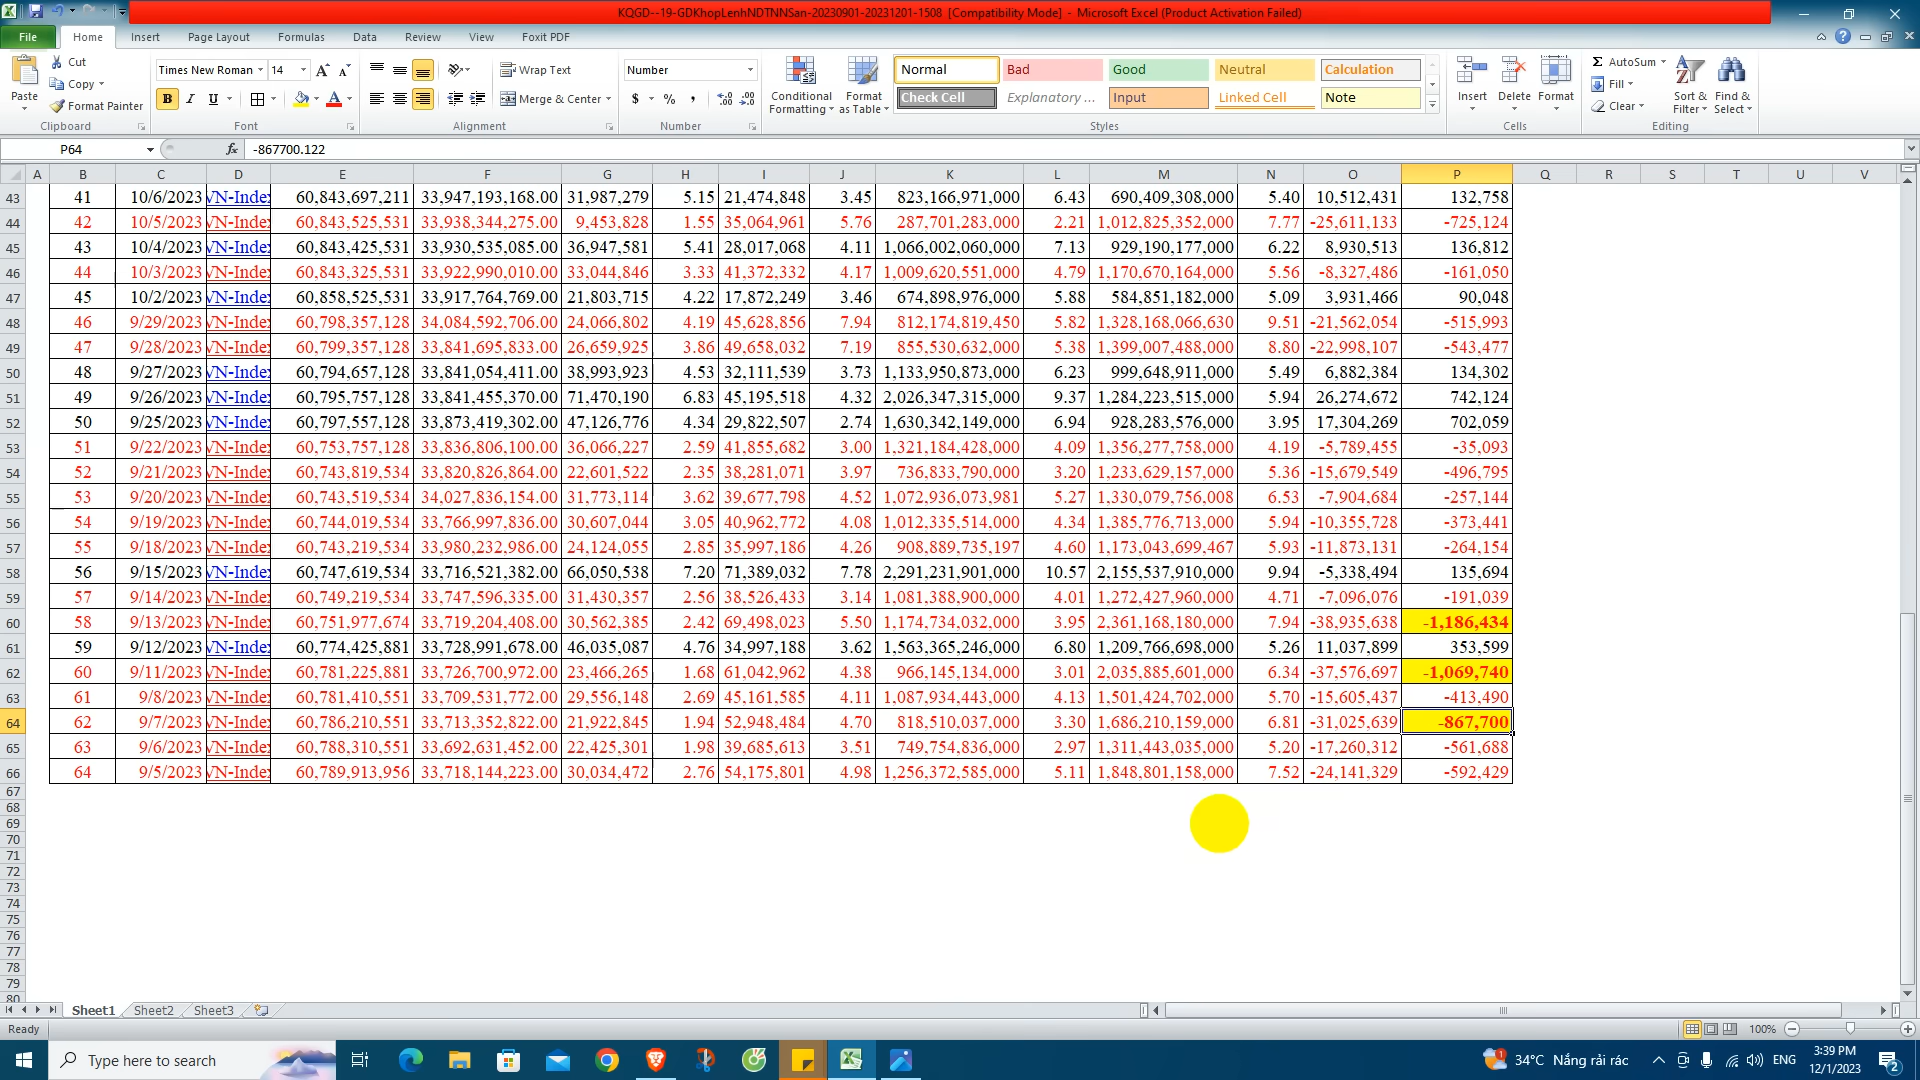 KQGD--19-GDKhopLenhNDTNNSan-20230901-20231201-1508 [Compatibility Mode] - Microsoft Excel (Product Activation Failed)
File Home Insert Page Layout Formulas Data Review View Foxit PDF
Paste Cut Copy Format Painter Clipboard
Times New Roman 14 B I U Font
Wrap Text Merge & Center Alignment
Number $ % , Number
Conditional Formatting Format as Table
Normal Bad Good Neutral Calculation
Check Cell Explanatory ... Input Linked Cell Note
Styles
Insert Delete Format Cells
AutoSum Fill Clear Sort & Filter Find & Select Editing
P64 fx -867700.122
A B C D E F G H I J K L M N O P Q R S T U V
43 41 10/6/2023 VN-Index 60,843,697,211 33,947,193,168.00 31,987,279 5.15 21,474,848 3.45 823,166,971,000 6.43 690,409,308,000 5.40 10,512,431 132,758
44 42 10/5/2023 VN-Index 60,843,525,531 33,938,344,275.00 9,453,828 1.55 35,064,961 5.76 287,701,283,000 2.21 1,012,825,352,000 7.77 -25,611,133 -725,124
45 43 10/4/2023 VN-Index 60,843,425,531 33,930,535,085.00 36,947,581 5.41 28,017,068 4.11 1,066,002,060,000 7.13 929,190,177,000 6.22 8,930,513 136,812
46 44 10/3/2023 VN-Index 60,843,325,531 33,922,990,010.00 33,044,846 3.33 41,372,332 4.17 1,009,620,551,000 4.79 1,170,670,164,000 5.56 -8,327,486 -161,050
47 45 10/2/2023 VN-Index 60,858,525,531 33,917,764,769.00 21,803,715 4.22 17,872,249 3.46 674,898,976,000 5.88 584,851,182,000 5.09 3,931,466 90,048
48 46 9/29/2023 VN-Index 60,798,357,128 34,084,592,706.00 24,066,802 4.19 45,628,856 7.94 812,174,819,450 5.82 1,328,168,066,630 9.51 -21,562,054 -515,993
49 47 9/28/2023 VN-Index 60,799,357,128 33,841,695,833.00 26,659,925 3.86 49,658,032 7.19 855,530,632,000 5.38 1,399,007,488,000 8.80 -22,998,107 -543,477
50 48 9/27/2023 VN-Index 60,794,657,128 33,841,054,411.00 38,993,923 4.53 32,111,539 3.73 1,133,950,873,000 6.23 999,648,911,000 5.49 6,882,384 134,302
51 49 9/26/2023 VN-Index 60,795,757,128 33,841,455,370.00 71,470,190 6.83 45,195,518 4.32 2,026,347,315,000 9.37 1,284,223,515,000 5.94 26,274,672 742,124
52 50 9/25/2023 VN-Index 60,797,557,128 33,873,419,302.00 47,126,776 4.34 29,822,507 2.74 1,630,342,149,000 6.94 928,283,576,000 3.95 17,304,269 702,059
53 51 9/22/2023 VN-Index 60,753,757,128 33,836,806,100.00 36,066,227 2.59 41,855,682 3.00 1,321,184,428,000 4.09 1,356,277,758,000 4.19 -5,789,455 -35,093
54 52 9/21/2023 VN-Index 60,743,819,534 33,820,826,864.00 22,601,522 2.35 38,281,071 3.97 736,833,790,000 3.20 1,233,629,157,000 5.36 -15,679,549 -496,795
55 53 9/20/2023 VN-Index 60,743,519,534 34,027,836,154.00 31,773,114 3.62 39,677,798 4.52 1,072,936,073,981 5.27 1,330,079,756,008 6.53 -7,904,684 -257,144
56 54 9/19/2023 VN-Index 60,744,019,534 33,766,997,836.00 30,607,044 3.05 40,962,772 4.08 1,012,335,514,000 4.34 1,385,776,713,000 5.94 -10,355,728 -373,441
57 55 9/18/2023 VN-Index 60,743,219,534 33,980,232,986.00 24,124,055 2.85 35,997,186 4.26 908,889,735,197 4.60 1,173,043,699,467 5.93 -11,873,131 -264,154
58 56 9/15/2023 VN-Index 60,747,619,534 33,716,521,382.00 66,050,538 7.20 71,389,032 7.78 2,291,231,901,000 10.57 2,155,537,910,000 9.94 -5,338,494 135,694
59 57 9/14/2023 VN-Index 60,749,219,534 33,747,596,335.00 31,430,357 2.56 38,526,433 3.14 1,081,388,900,000 4.01 1,272,427,960,000 4.71 -7,096,076 -191,039
60 58 9/13/2023 VN-Index 60,751,977,674 33,719,204,408.00 30,562,385 2.42 69,498,023 5.50 1,174,734,032,000 3.95 2,361,168,180,000 7.94 -38,935,638 -1,186,434
61 59 9/12/2023 VN-Index 60,774,425,881 33,728,991,678.00 46,035,087 4.76 34,997,188 3.62 1,563,365,246,000 6.80 1,209,766,698,000 5.26 11,037,899 353,599
62 60 9/11/2023 VN-Index 60,781,225,881 33,726,700,972.00 23,466,265 1.68 61,042,962 4.38 966,145,134,000 3.01 2,035,885,601,000 6.34 -37,576,697 -1,069,740
63 61 9/8/2023 VN-Index 60,781,410,551 33,709,531,772.00 29,556,148 2.69 45,161,585 4.11 1,087,934,443,000 4.13 1,501,424,702,000 5.70 -15,605,437 -413,490
64 62 9/7/2023 VN-Index 60,786,210,551 33,713,352,822.00 21,922,845 1.94 52,948,484 4.70 818,510,037,000 3.30 1,686,210,159,000 6.81 -31,025,639 -867,700
65 63 9/6/2023 VN-Index 60,788,310,551 33,692,631,452.00 22,425,301 1.98 39,685,613 3.51 749,754,836,000 2.97 1,311,443,035,000 5.20 -17,260,312 -561,688
66 64 9/5/2023 VN-Index 60,789,913,956 33,718,144,223.00 30,034,472 2.76 54,175,801 4.98 1,256,372,585,000 5.11 1,848,801,158,000 7.52 -24,141,329 -592,429
67
68
69
70
71
72
73
74
75
76
77
78
79
80
Sheet1 Sheet2 Sheet3
Ready 100%
Type here to search 34°C Nắng rải rác ENG 3:39 PM
12/1/2023 2